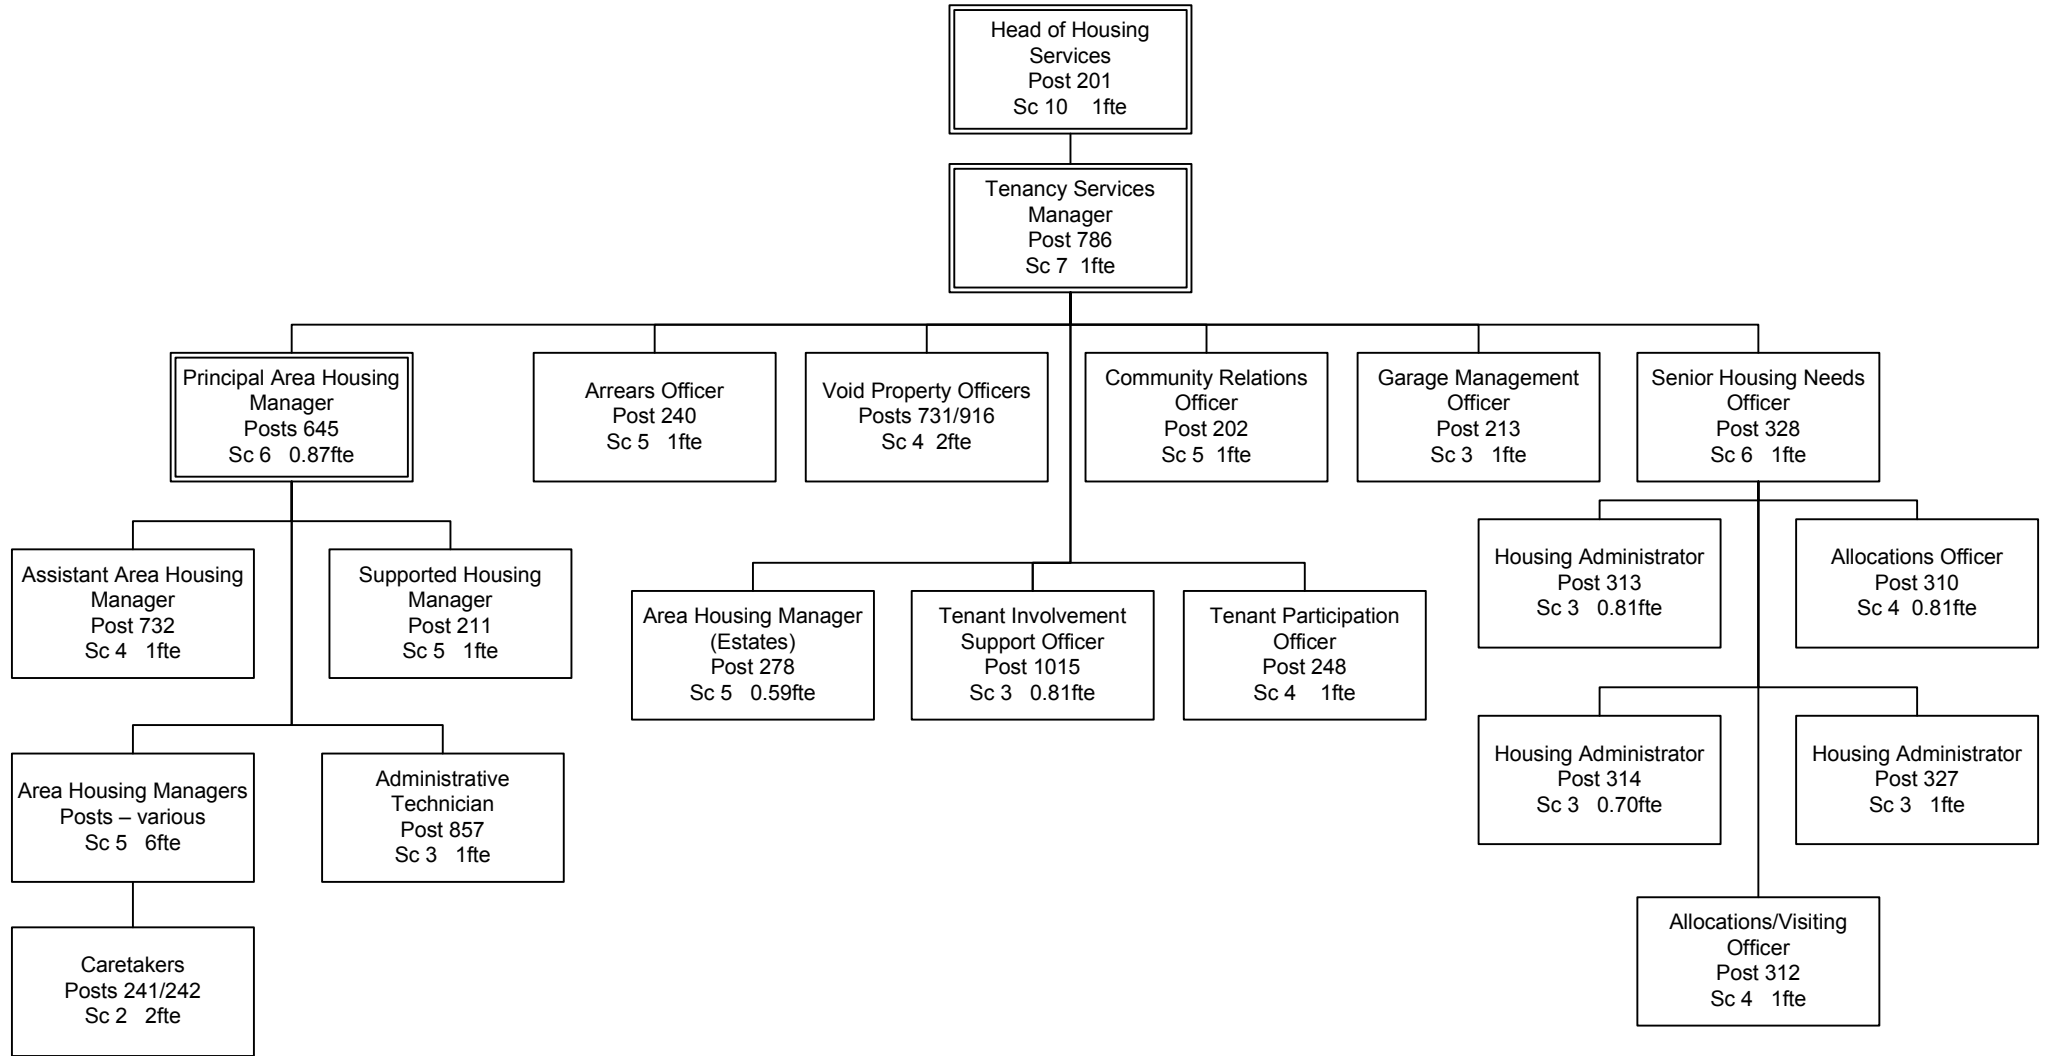 Head of Housing
Services
Post 201
Sc 10 1fte
Tenancy Services
Manager
Post 786
Sc 7 1fte
Principal Area Housing
Manager
Posts 645
Sc 6 0.87fte
Arrears Officer
Post 240
Sc 5 1fte
Void Property Officers
Posts 731/916
Sc 4 2fte
Community Relations
Officer
Post 202
Sc 5 1fte
Garage Management
Officer
Post 213
Sc 3 1fte
Senior Housing Needs
Officer
Post 328
Sc 6 1fte
Assistant Area Housing
Manager
Post 732
Sc 4 1fte
Supported Housing
Manager
Post 211
Sc 5 1fte
Area Housing Manager
(Estates)
Post 278
Sc 5 0.59fte
Tenant Involvement
Support Officer
Post 1015
Sc 3 0.81fte
Tenant Participation
Officer
Post 248
Sc 4 1fte
Housing Administrator
Post 313
Sc 3 0.81fte
Allocations Officer
Post 310
Sc 4 0.81fte
Area Housing Managers
Posts – various
Sc 5 6fte
Administrative
Technician
Post 857
Sc 3 1fte
Housing Administrator
Post 314
Sc 3 0.70fte
Housing Administrator
Post 327
Sc 3 1fte
Caretakers
Posts 241/242
Sc 2 2fte
Allocations/Visiting
Officer
Post 312
Sc 4 1fte